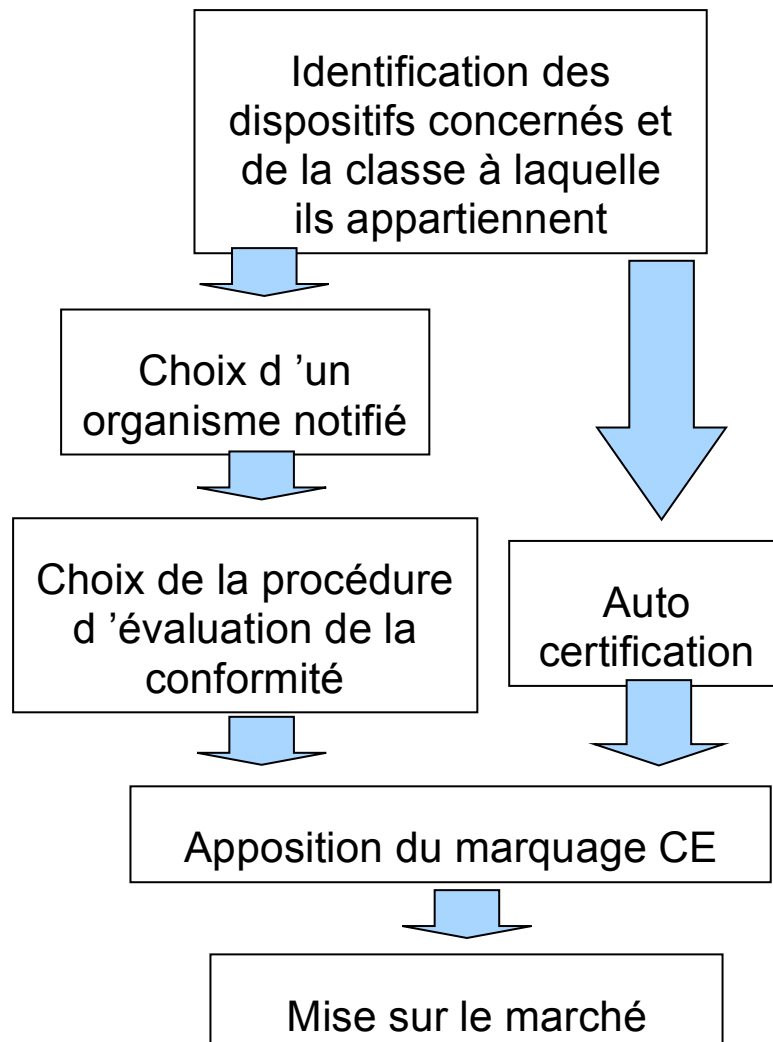 Identification des
dispositifs concernés et
de la classe à laquelle
ils appartiennent
Choix d ’un
organisme notifié
Choix de la procédure
d ’évaluation de la
conformité
Auto
certification
Apposition du marquage CE
Mise sur le marché